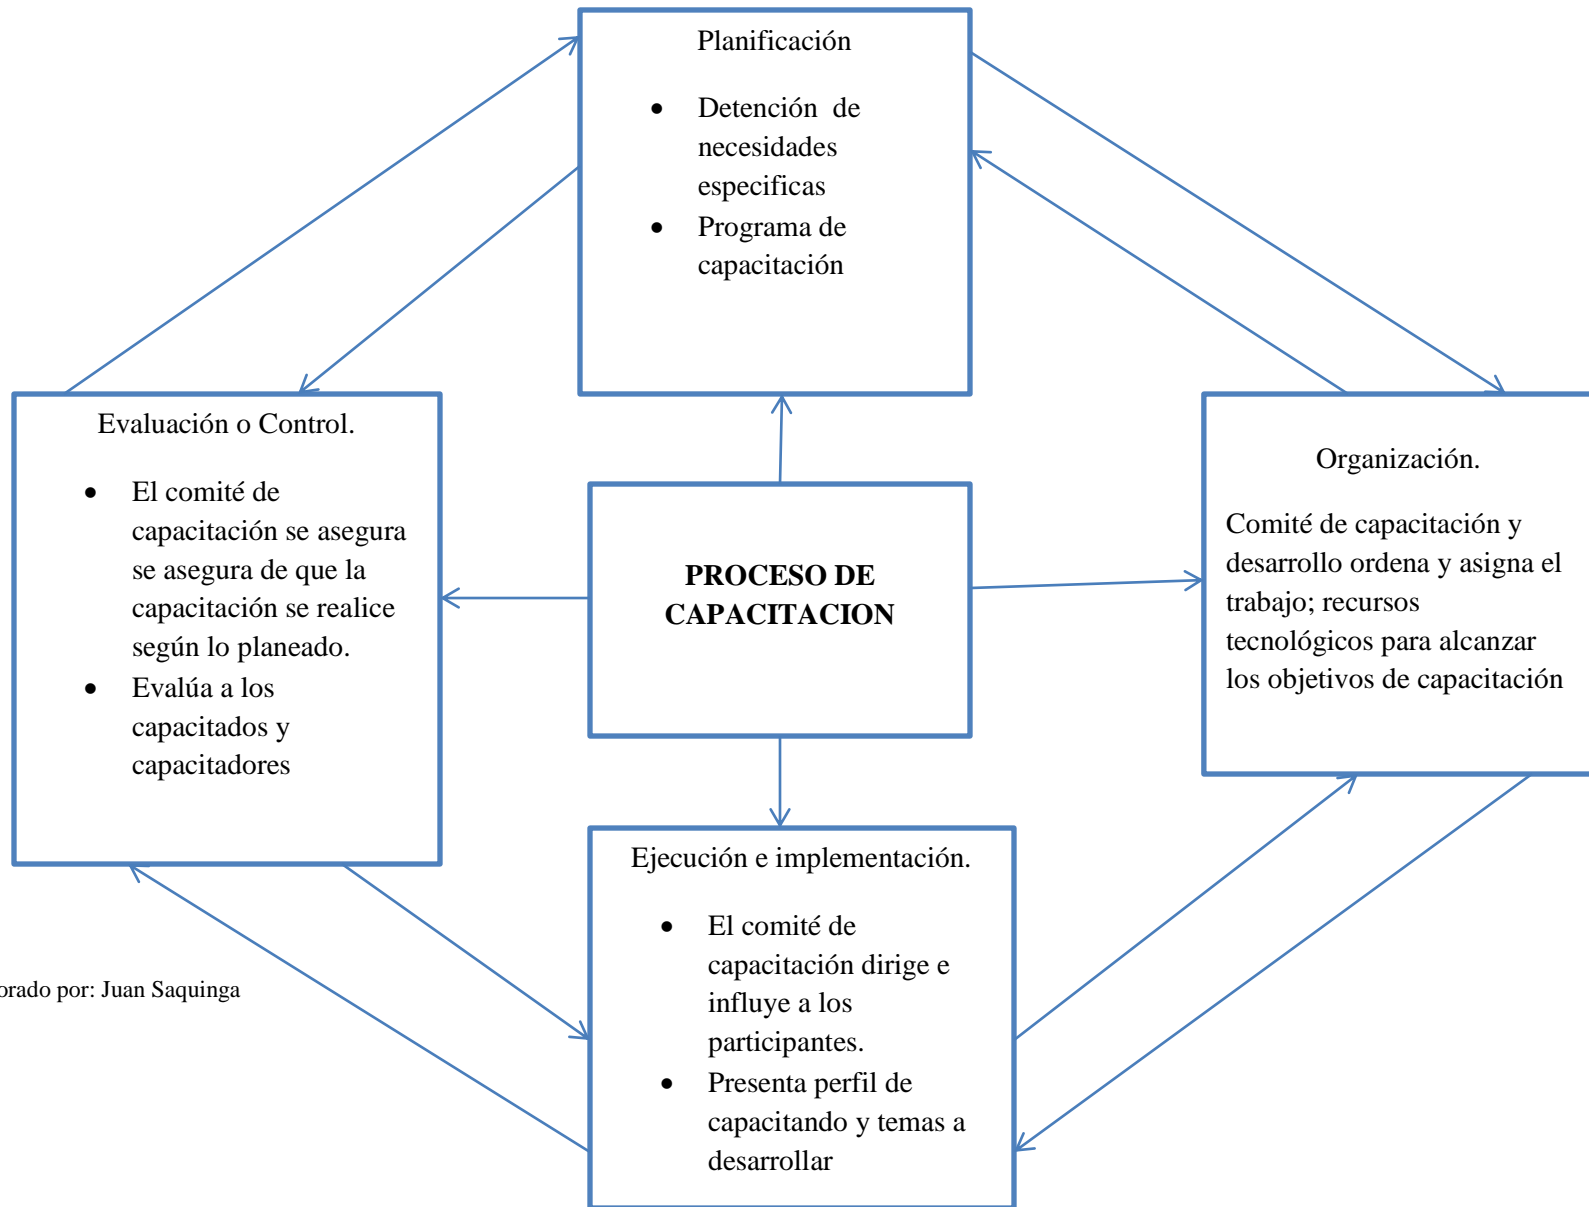 Planificación
• Detención de
necesidades
especificas
• Programa de
capacitación
Evaluación o Control.
• El comité de
capacitación se asegura
se asegura de que la
capacitación se realice
según lo planeado.
• Evalúa a los
capacitados y
capacitadores
PROCESO DE
CAPACITACION
Organización.
Comité de capacitación y
desarrollo ordena y asigna el
trabajo; recursos
tecnológicos para alcanzar
los objetivos de capacitación
Ejecución e implementación.
• El comité de
capacitación dirige e
influye a los
participantes.
• Presenta perfil de
capacitando y temas a
desarrollar
orado por: Juan Saquinga